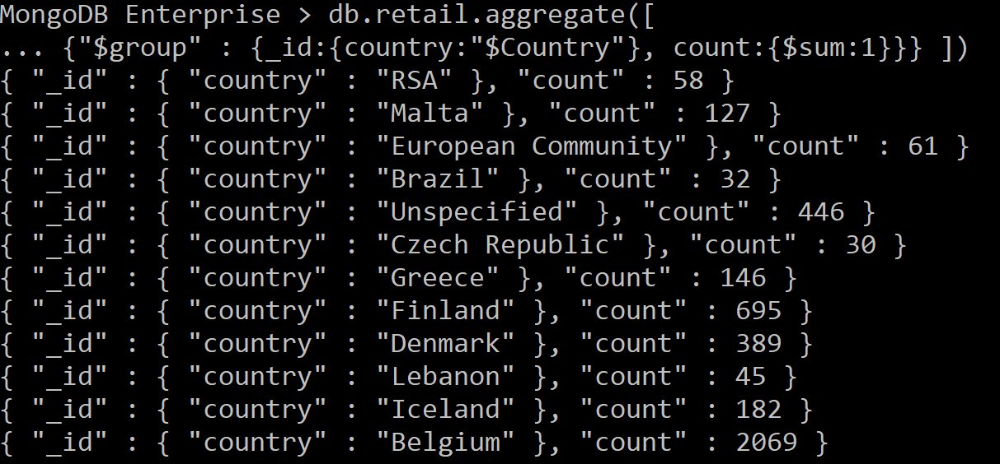 MongoDB Enterprise > db.retail.aggregate([
... {"$group" : {_id:{country:"$Country"}, count:{$sum:1}}} ])
{ "_id" : { "country" : "RSA" }, "count" : 58 }
{ "_id" : { "country" : "Malta" }, "count" : 127 }
{ "_id" : { "country" : "European Community" }, "count" : 61 }
{ "_id" : { "country" : "Brazil" }, "count" : 32 }
{ "_id" : { "country" : "Unspecified" }, "count" : 446 }
{ "_id" : { "country" : "Czech Republic" }, "count" : 30 }
{ "_id" : { "country" : "Greece" }, "count" : 146 }
{ "_id" : { "country" : "Finland" }, "count" : 695 }
{ "_id" : { "country" : "Denmark" }, "count" : 389 }
{ "_id" : { "country" : "Lebanon" }, "count" : 45 }
{ "_id" : { "country" : "Iceland" }, "count" : 182 }
{ "_id" : { "country" : "Belgium" }, "count" : 2069 }